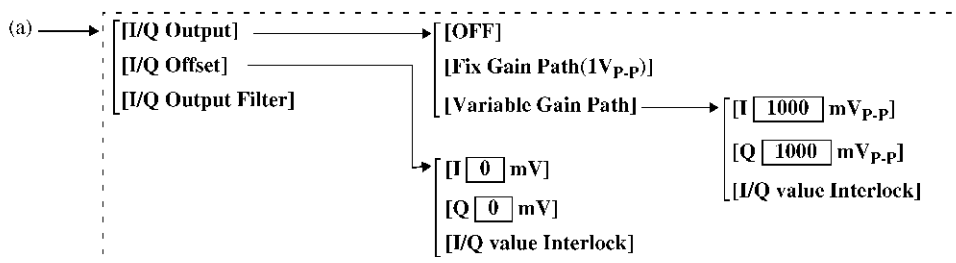 (a)
[I/Q Output]
[I/Q Offset]
[I/Q Output Filter]
[OFF]
[Fix Gain Path(1VP-P)]
[Variable Gain Path]
[I 1000 mVP-P]
[Q 1000 mVP-P]
[I/Q value Interlock]
[I 0 mV]
[Q 0 mV]
[I/Q value Interlock]